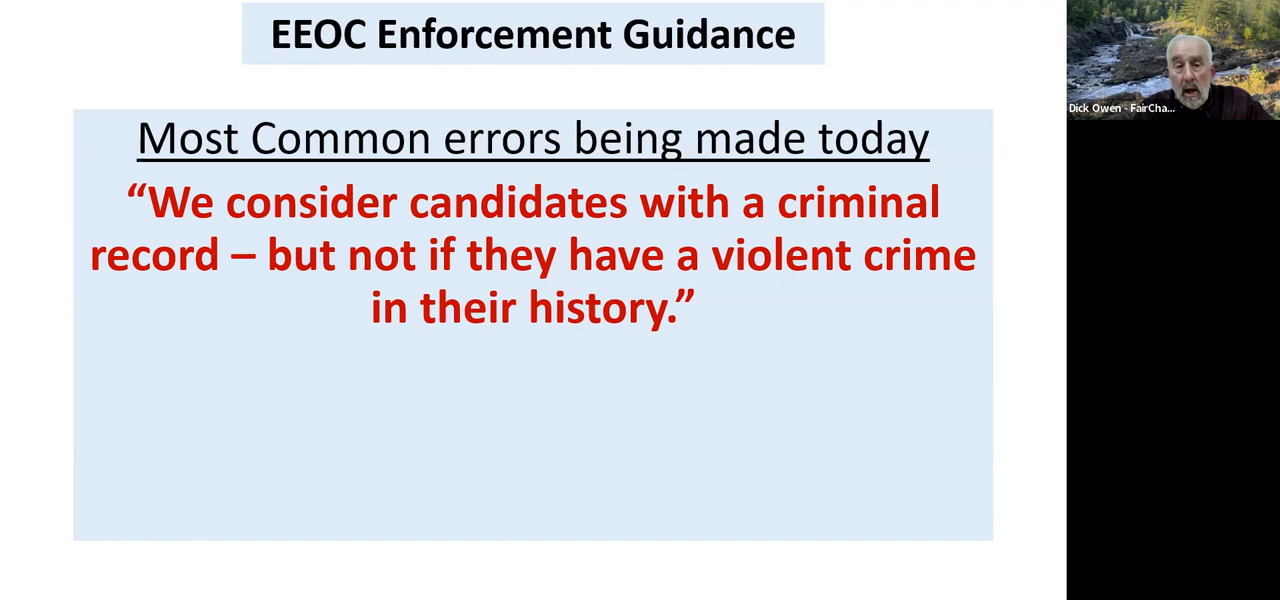 EEOC Enforcement Guidance
Most Common errors being made today
“We consider candidates with a criminal
record – but not if they have a violent crime
in their history.”
Dick Owen - FairCha...